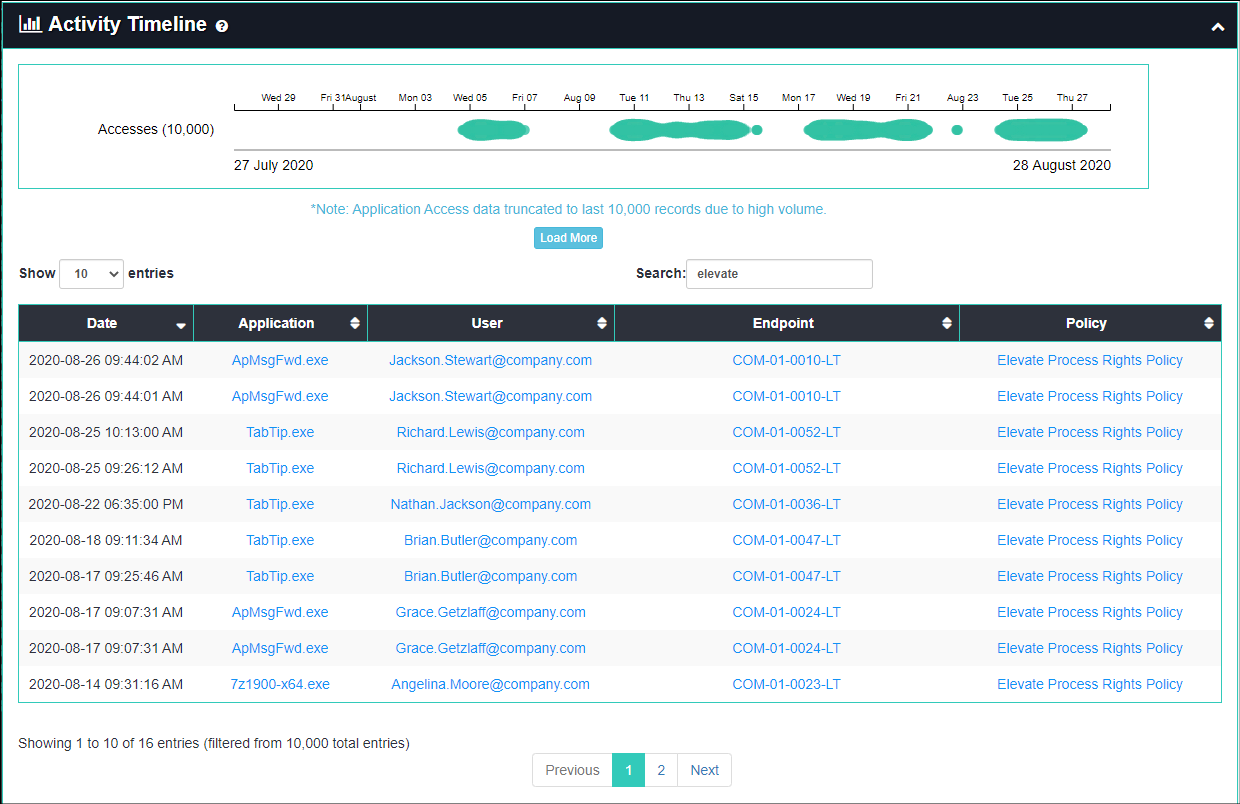 Activity Timeline
Wed 29 Fri 31 August Mon 03 Wed 05 Fri 07 Aug 09 Tue 11 Thu 13 Sat 15 Mon 17 Wed 19 Fri 21 Aug 23 Tue 25 Thu 27
Accesses (10,000)
27 July 2020 28 August 2020
*Note: Application Access data truncated to last 10,000 records due to high volume.
Load More
Show 10 entries Search: elevate
Date Application User Endpoint Policy
2020-08-26 09:44:02 AM ApMsgFwd.exe Jackson.Stewart@company.com COM-01-0010-LT Elevate Process Rights Policy
2020-08-26 09:44:01 AM ApMsgFwd.exe Jackson.Stewart@company.com COM-01-0010-LT Elevate Process Rights Policy
2020-08-25 10:13:00 AM TabTip.exe Richard.Lewis@company.com COM-01-0052-LT Elevate Process Rights Policy
2020-08-25 09:26:12 AM TabTip.exe Richard.Lewis@company.com COM-01-0052-LT Elevate Process Rights Policy
2020-08-22 06:35:00 PM TabTip.exe Nathan.Jackson@company.com COM-01-0036-LT Elevate Process Rights Policy
2020-08-18 09:11:34 AM TabTip.exe Brian.Butler@company.com COM-01-0047-LT Elevate Process Rights Policy
2020-08-17 09:25:46 AM TabTip.exe Brian.Butler@company.com COM-01-0047-LT Elevate Process Rights Policy
2020-08-17 09:07:31 AM ApMsgFwd.exe Grace.Getzlaff@company.com COM-01-0024-LT Elevate Process Rights Policy
2020-08-17 09:07:31 AM ApMsgFwd.exe Grace.Getzlaff@company.com COM-01-0024-LT Elevate Process Rights Policy
2020-08-14 09:31:16 AM 7z1900-x64.exe Angelina.Moore@company.com COM-01-0023-LT Elevate Process Rights Policy
Showing 1 to 10 of 16 entries (filtered from 10,000 total entries)
Previous 1 2 Next